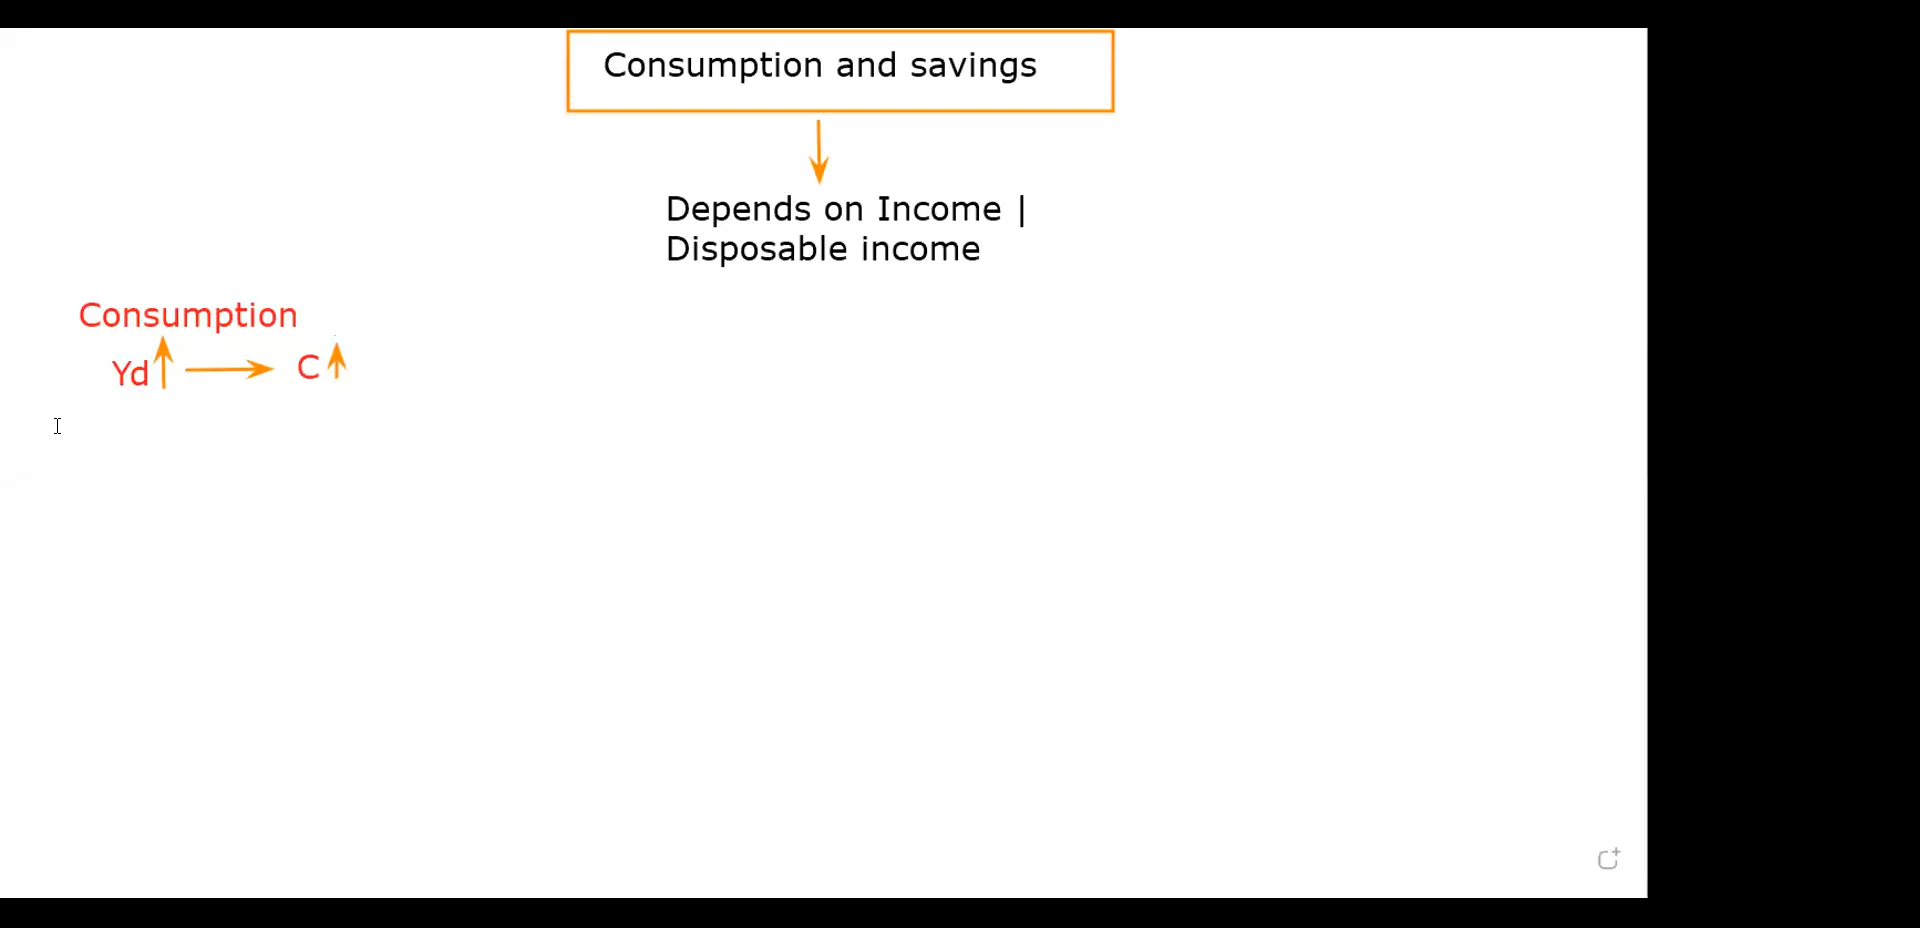 Consumption and savings
Depends on Income |
Disposable income
Consumption
Yd C